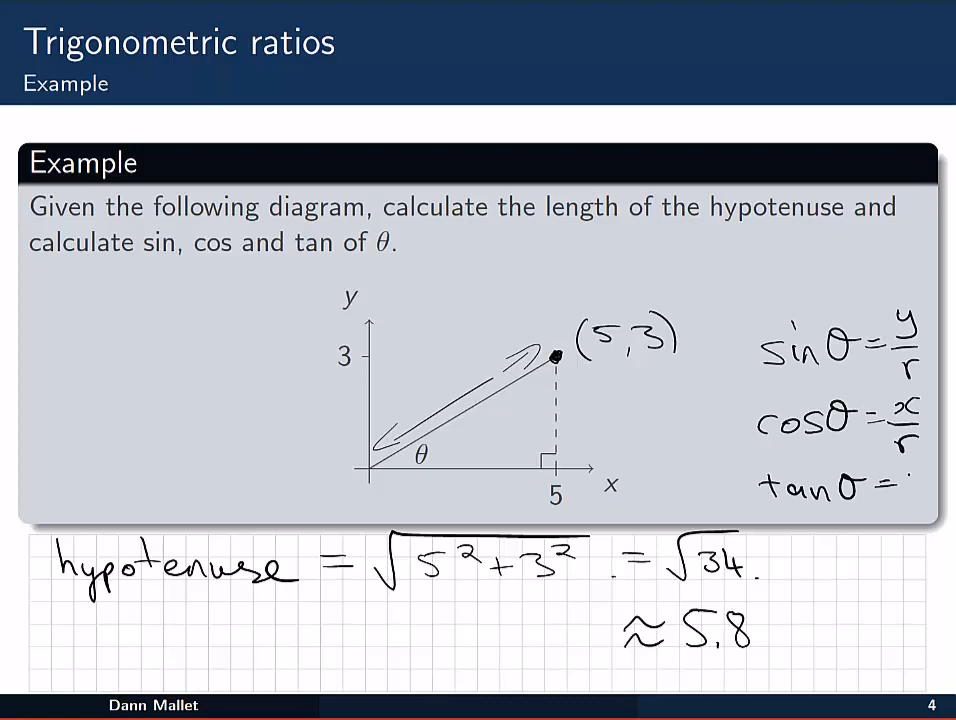 Trigonometric ratios
Example
Example
Given the following diagram, calculate the length of the hypotenuse and
calculate sin, cos and tan of θ.
y
3
(5,3)
θ
5
x
sinθ = y/r
cosθ = x/r
tanθ =
hypotenuse = √5²+3² = √34.
≈ 5.8
Dann Mallet
4